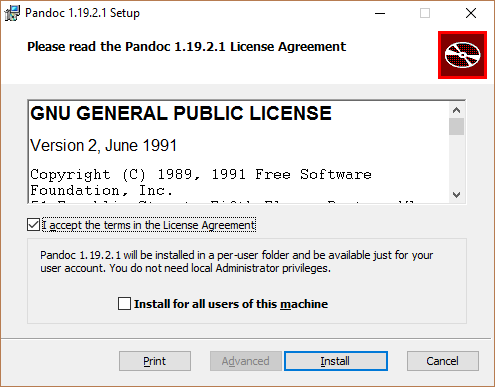 Pandoc 1.19.2.1 Setup
Please read the Pandoc 1.19.2.1 License Agreement
GNU GENERAL PUBLIC LICENSE
Version 2, June 1991
Copyright (C) 1989, 1991 Free Software
Foundation, Inc.
I accept the terms in the License Agreement
Pandoc 1.19.2.1 will be installed in a per-user folder and be available just for your
user account. You do not need local Administrator privileges.
Install for all users of this machine
Print
Advanced
Install
Cancel